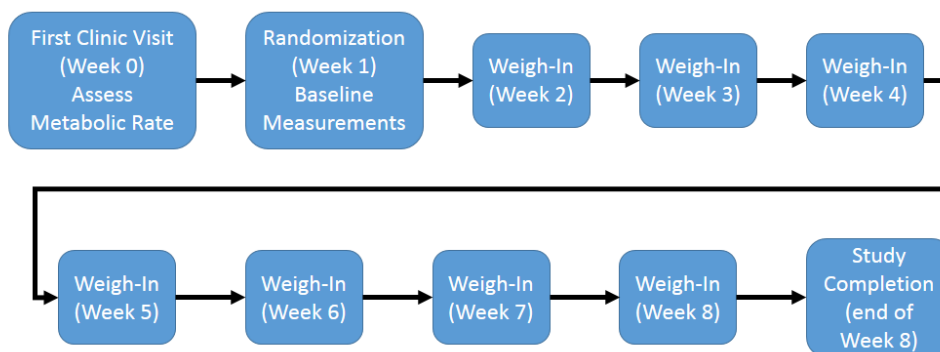 First Clinic Visit
(Week 0)
Assess
Metabolic Rate
Randomization
(Week 1)
Baseline
Measurements
Weigh-In
(Week 2)
Weigh-In
(Week 3)
Weigh-In
(Week 4)
Weigh-In
(Week 5)
Weigh-In
(Week 6)
Weigh-In
(Week 7)
Weigh-In
(Week 8)
Study
Completion
(end of
Week 8)